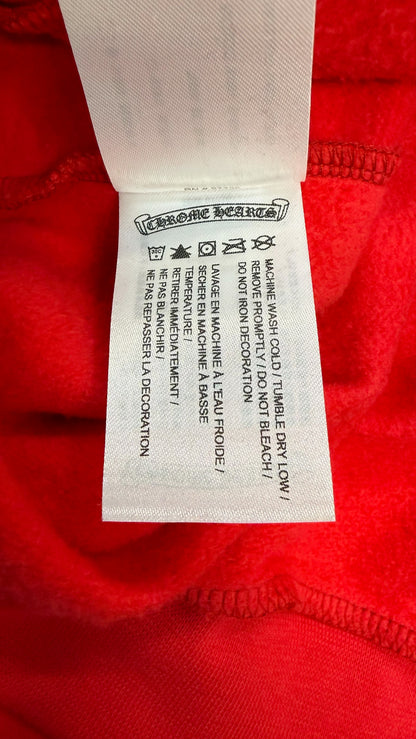 CHROME HEARTS
MACHINE WASH COLD / TUMBLE DRY LOW /
REMOVE PROMPTLY / DO NOT BLEACH /
DO NOT IRON DECORATION
LAVAGE EN MACHINE À L'EAU FROIDE /
SECHER EN MACHINE À BASSE
TEMPERATURE /
RETIRER IMMÉDIATEMENT /
NE PAS BLANCHIR /
NE PAS REPASSER LA DECORATION